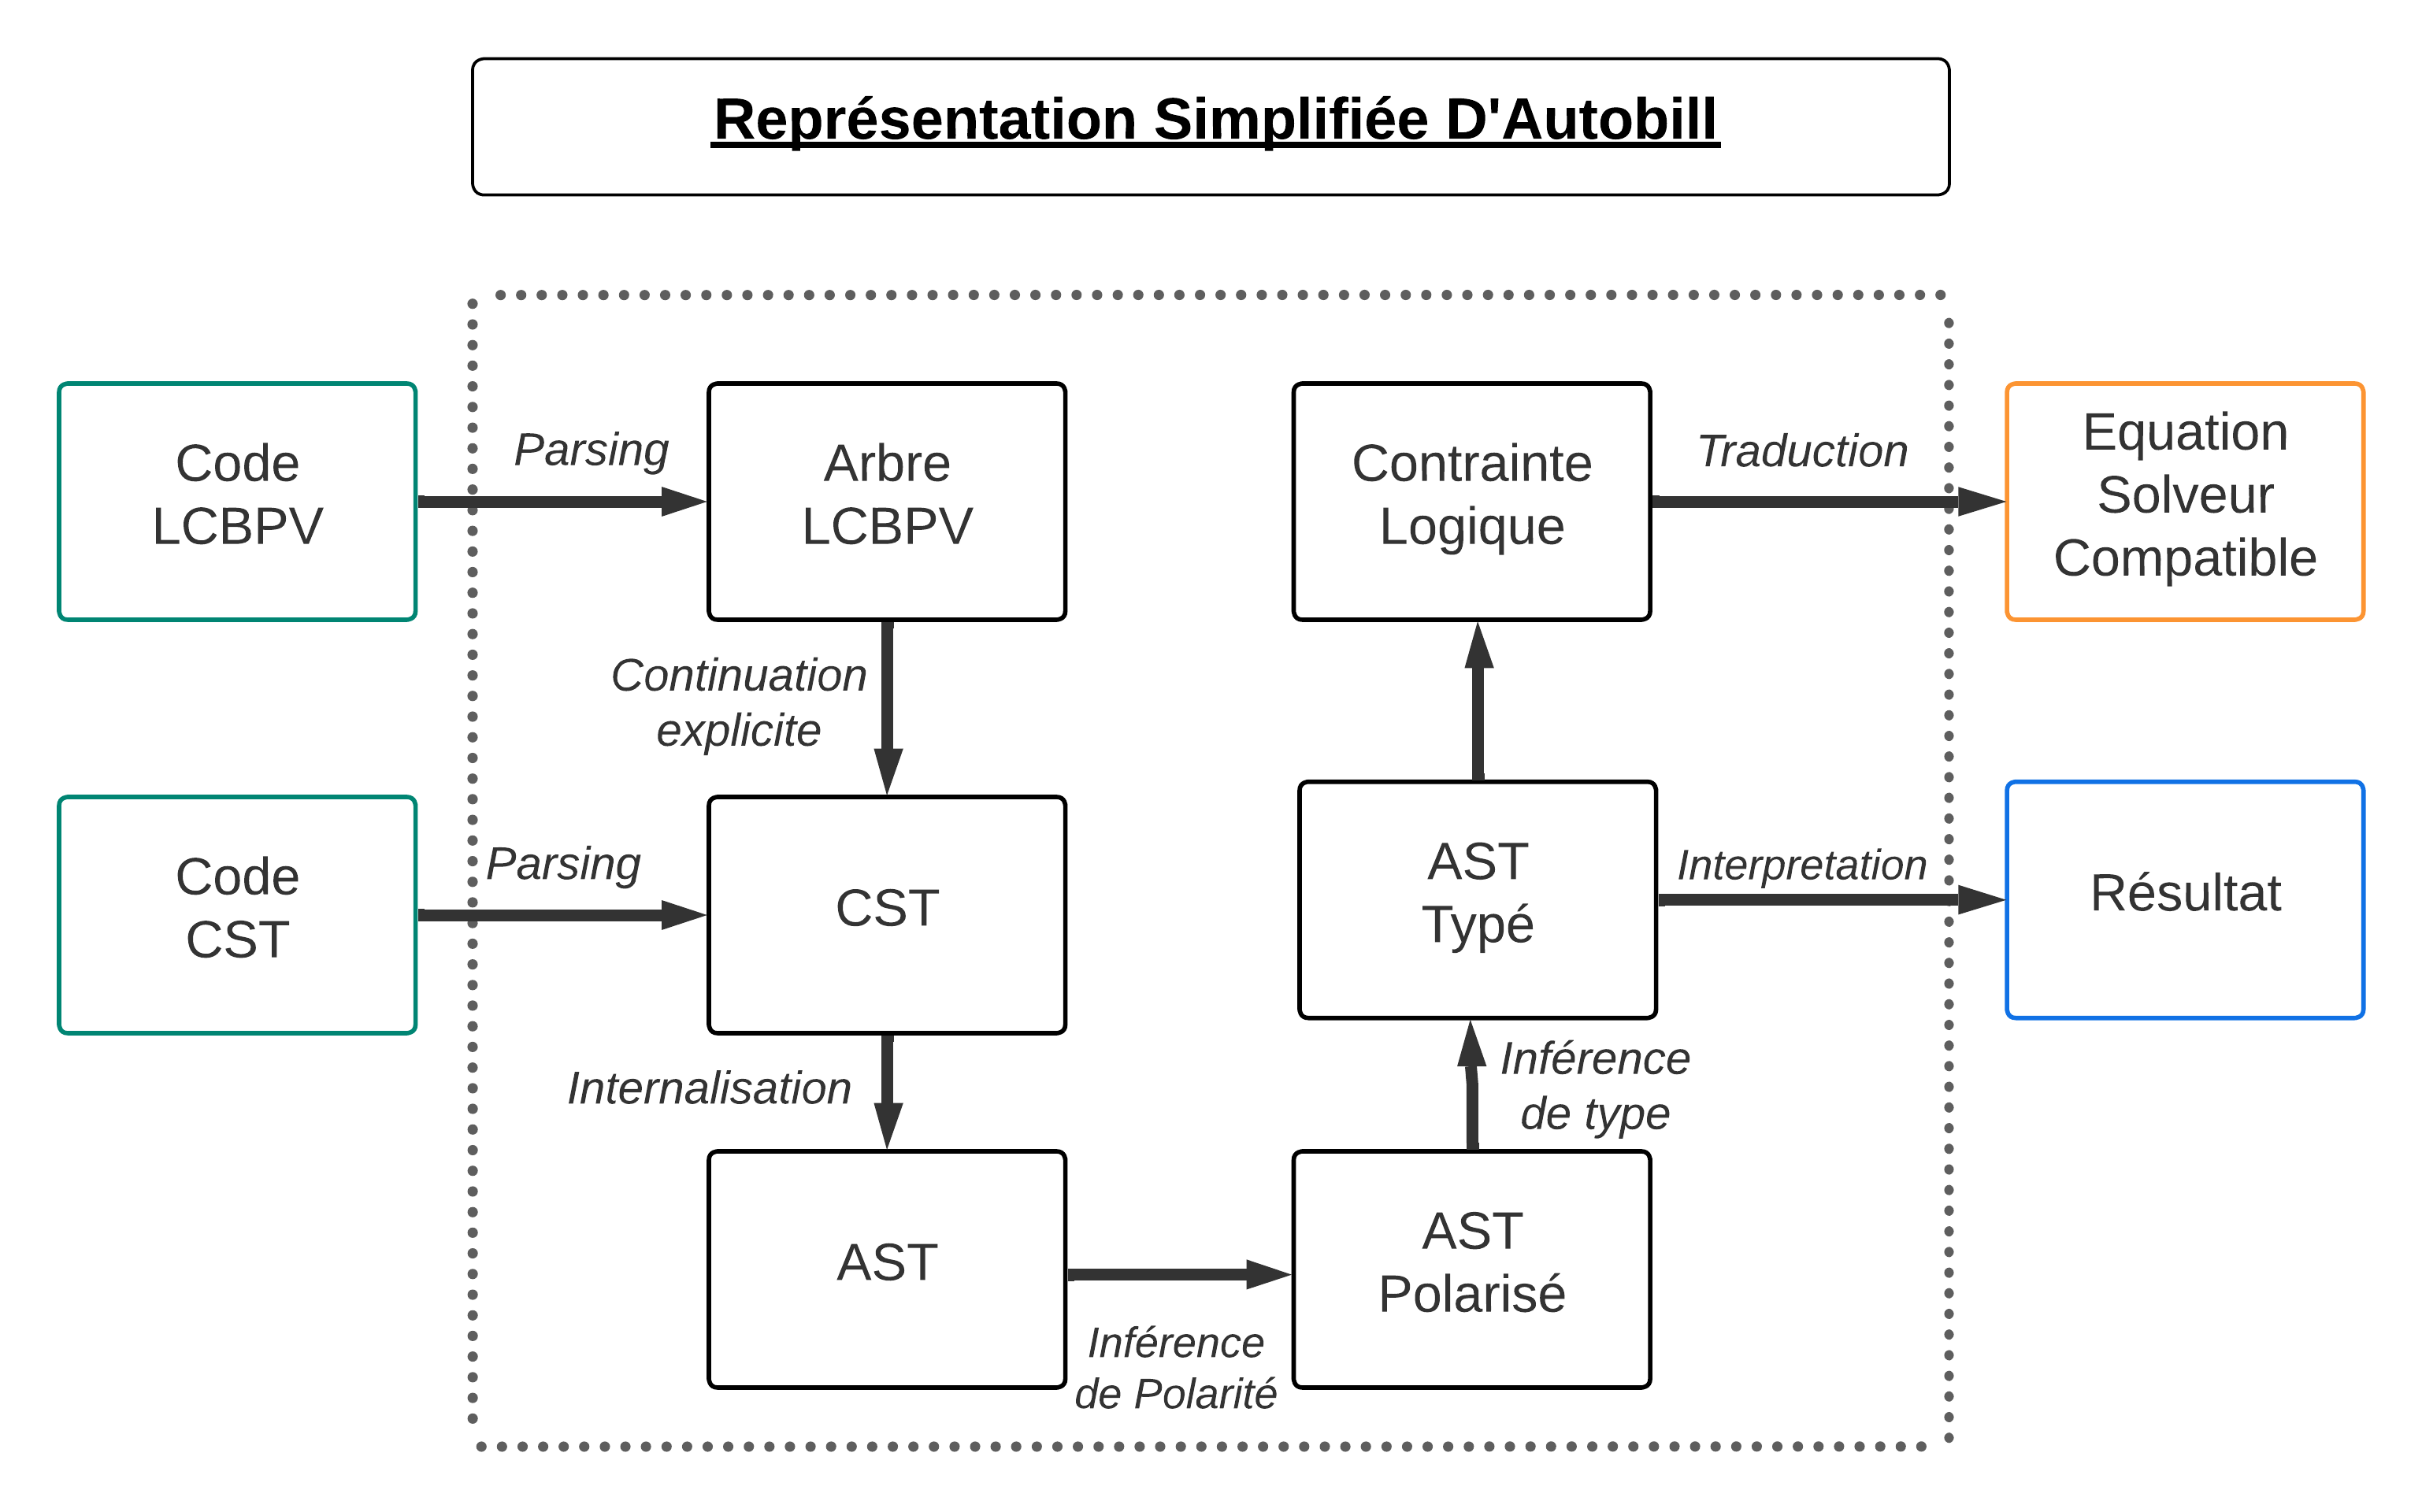 Représentation Simplifiée D'Autobill
Code
LCBPV
Parsing
Arbre
LCBPV
Contrainte
Logique
Traduction
Equation
Solveur
Compatible
Continuation
explicite
Code
CST
Parsing
CST
AST
Typé
Interpretation
Résultat
Internalisation
Inférence
de type
AST
Inférence
de Polarité
AST
Polarisé